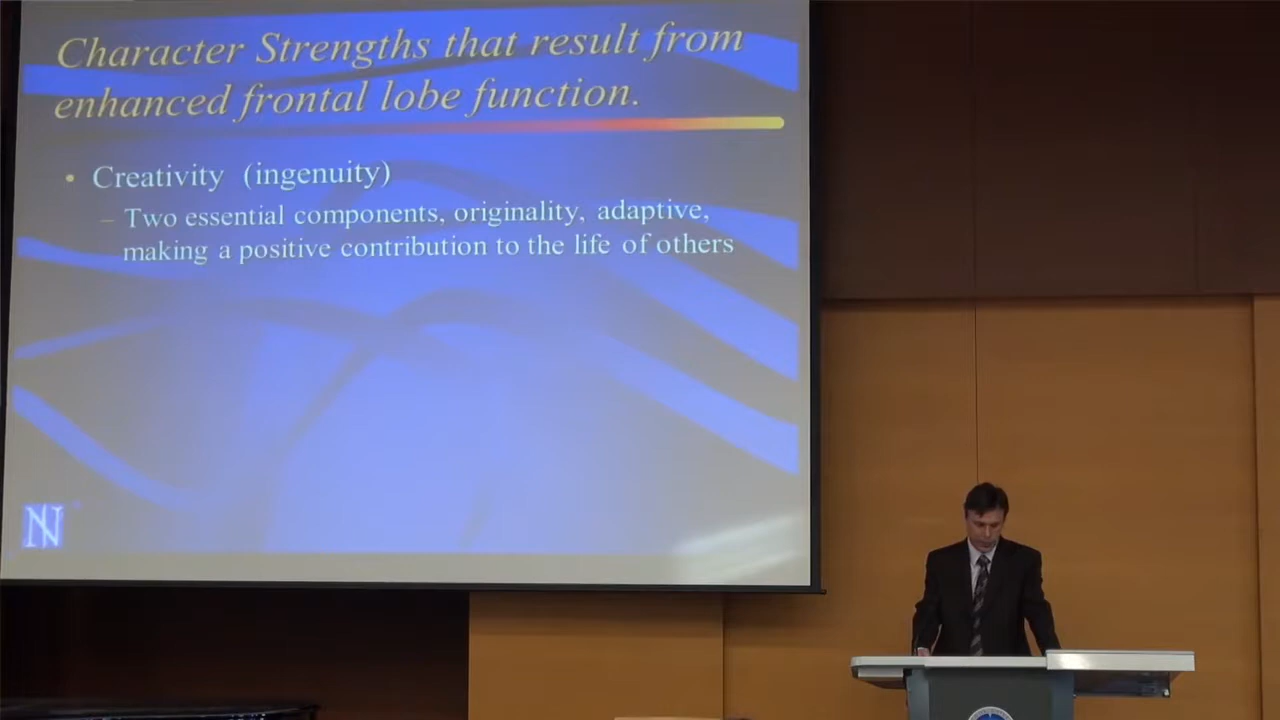 Character Strengths that result from
enhanced frontal lobe function.
• Creativity (ingenuity)
– Two essential components, originality, adaptive,
making a positive contribution to the life of others
N